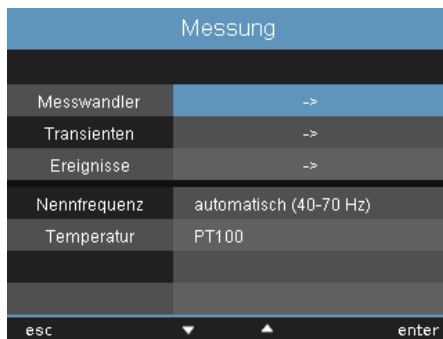 Messung
Messwandler ->
Transienten ->
Ereignisse ->
Nennfrequenz automatisch (40-70 Hz)
Temperatur PT100
esc ▼ ▲ enter